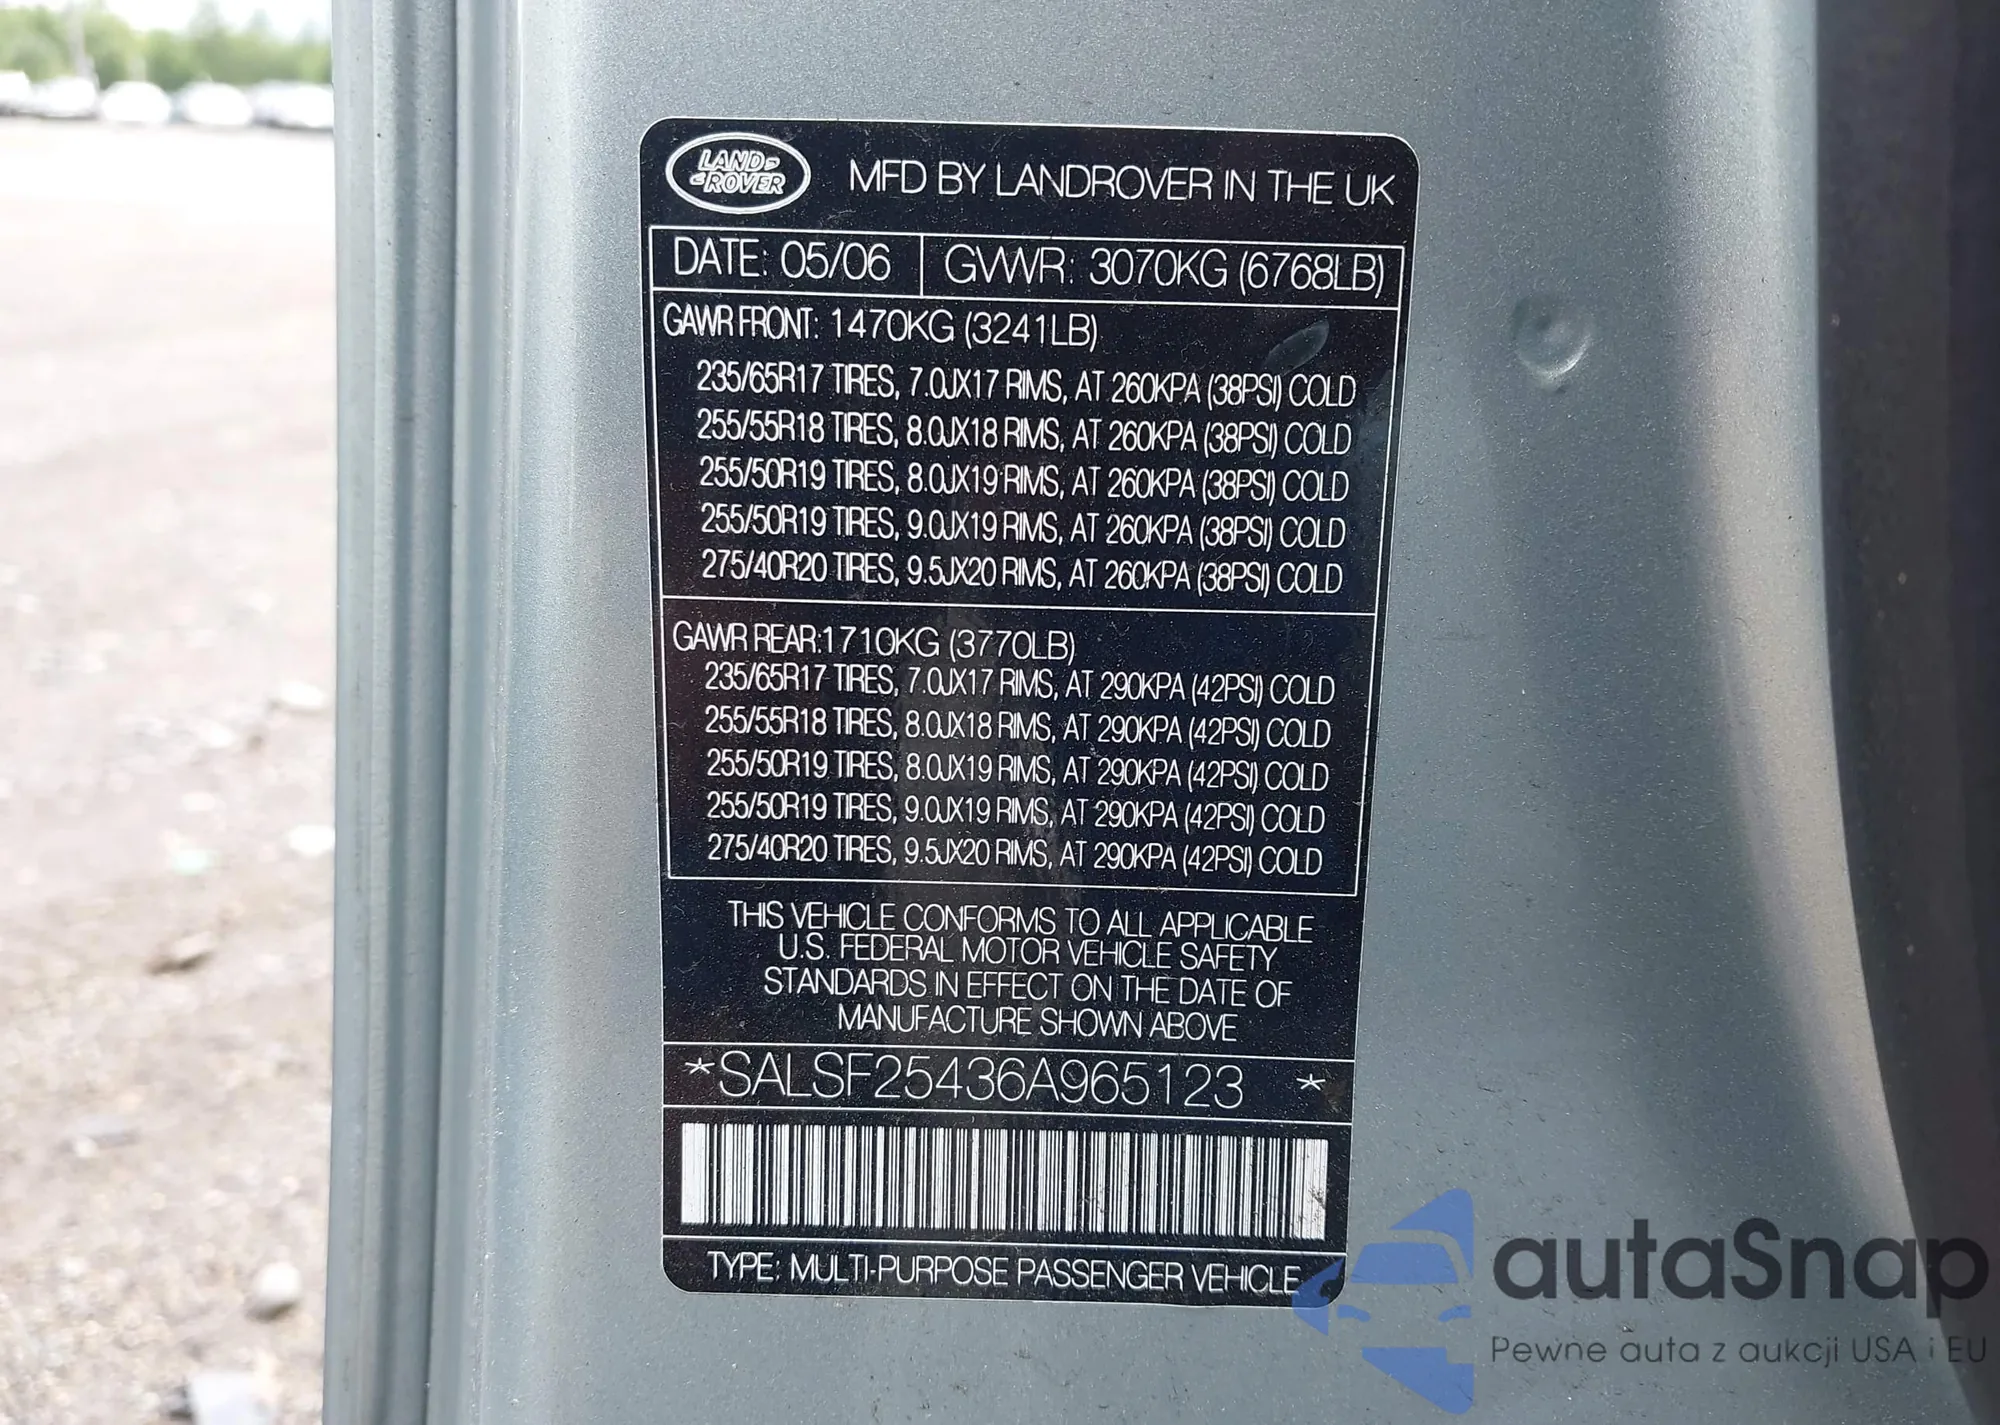 LAND-
ROVER
MFD BY LANDROVER IN THE UK
DATE: 05/06
GVWR: 3070KG (6768LB)
GAWR FRONT: 1470KG (3241LB)
235/65R17 TIRES, 7.0JX17 RIMS, AT 260KPA (38PSI) COLD
255/55R18 TIRES, 8.0JX18 RIMS, AT 260KPA (38PSI) COLD
255/50R19 TIRES, 8.0JX19 RIMS, AT 260KPA (38PSI) COLD
255/50R19 TIRES, 9.0JX19 RIMS, AT 260KPA (38PSI) COLD
275/40R20 TIRES, 9.5JX20 RIMS, AT 260KPA (38PSI) COLD
GAWR REAR:1710KG (3770LB)
235/65R17 TIRES, 7.0JX17 RIMS, AT 290KPA (42PSI) COLD
255/55R18 TIRES, 8.0JX18 RIMS, AT 290KPA (42PSI) COLD
255/50R19 TIRES, 8.0JX19 RIMS, AT 290KPA (42PSI) COLD
255/50R19 TIRES, 9.0JX19 RIMS, AT 290KPA (42PSI) COLD
275/40R20 TIRES, 9.5JX20 RIMS, AT 290KPA (42PSI) COLD
THIS VEHICLE CONFORMS TO ALL APPLICABLE
U.S. FEDERAL MOTOR VEHICLE SAFETY
STANDARDS IN EFFECT ON THE DATE OF
MANUFACTURE SHOWN ABOVE
*SALSF25436A965123 *
TYPE: MULTI-PURPOSE PASSENGER VEHICLE
autoSnap
Pewne auta z aukcji USA i EU